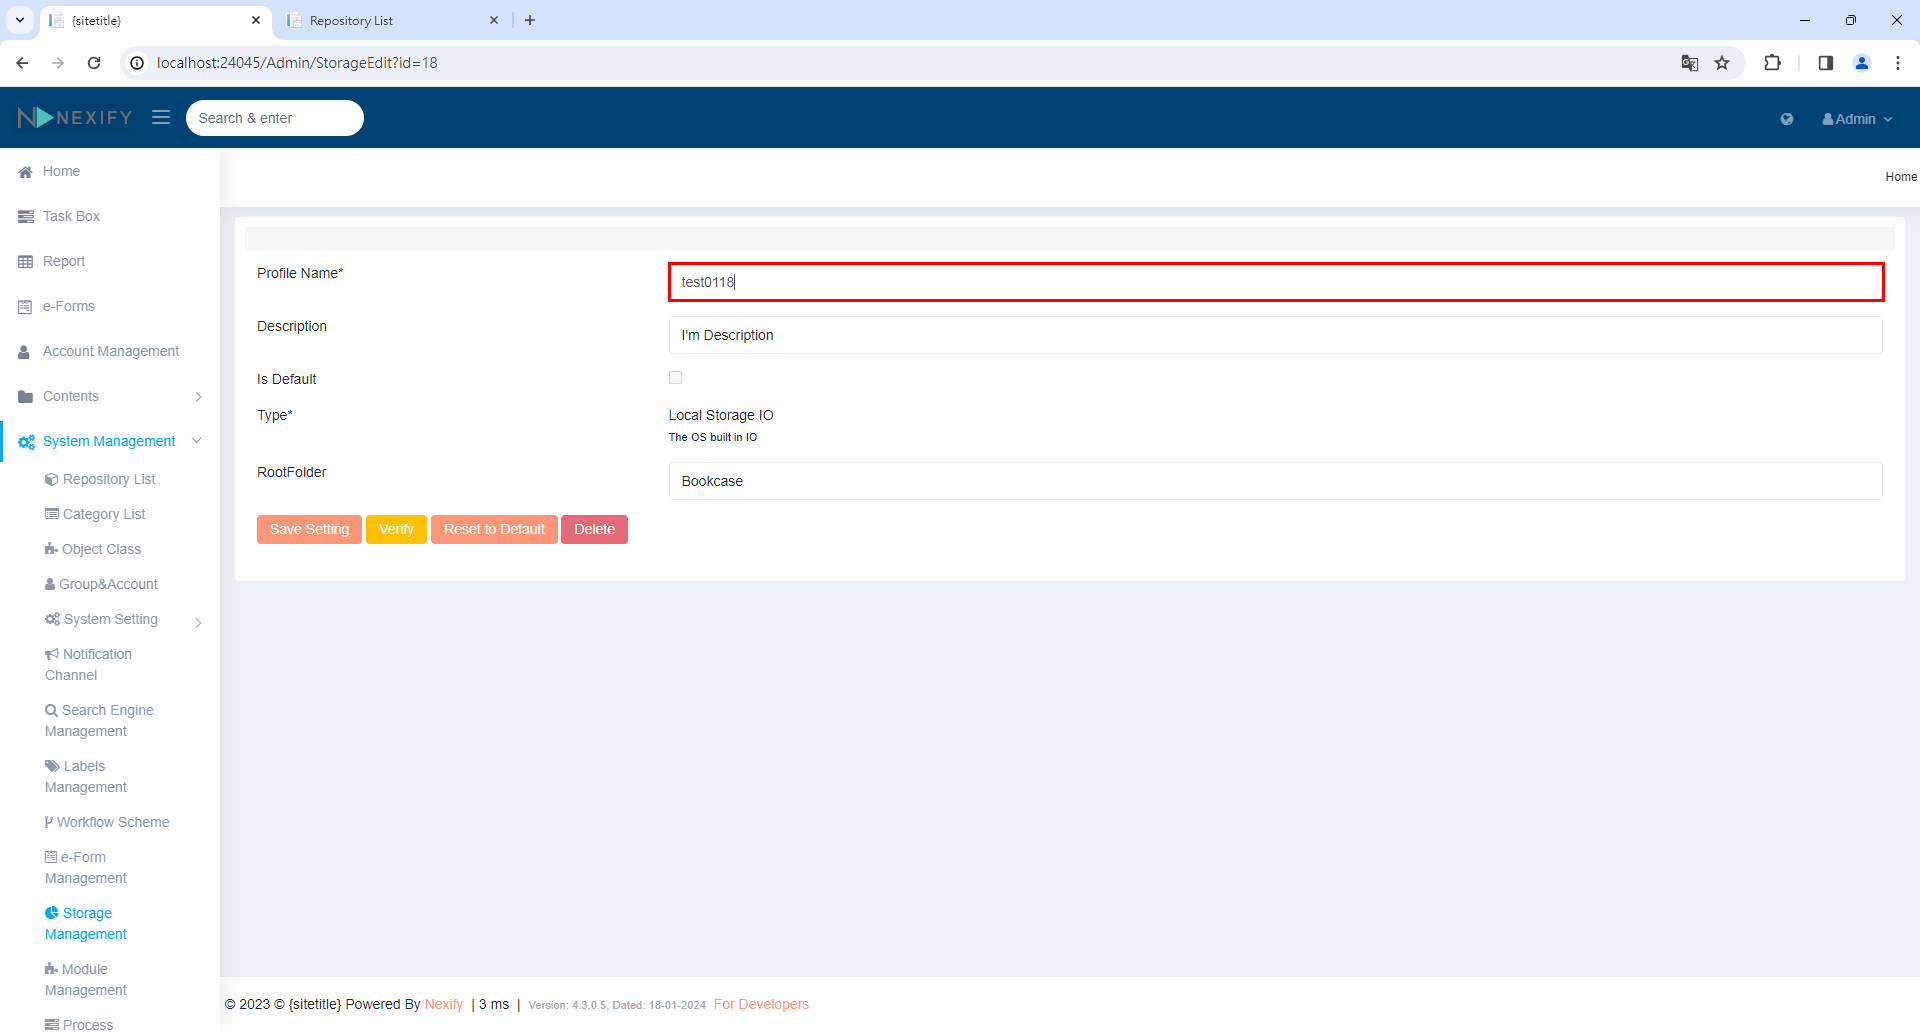 {sitetitle}
Repository List
localhost:24045/Admin/StorageEdit?id=18
NEXIFY
Search & enter
Admin
Home
Home
Task Box
Report
e-Forms
Account Management
Contents
System Management
Repository List
Category List
Object Class
Group&Account
System Setting
Notification
Channel
Search Engine
Management
Labels
Management
Workflow Scheme
e-Form
Management
Storage
Management
Module
Management
Process
Profile Name*
test0118
Description
I'm Description
Is Default
Type*
Local Storage IO
The OS built in IO
RootFolder
Bookcase
Save Setting Verify Reset to Default Delete
© 2023 © {sitetitle} Powered By Nexify | 3 ms | Version: 4.3.0.5, Dated: 18-01-2024 For Developers